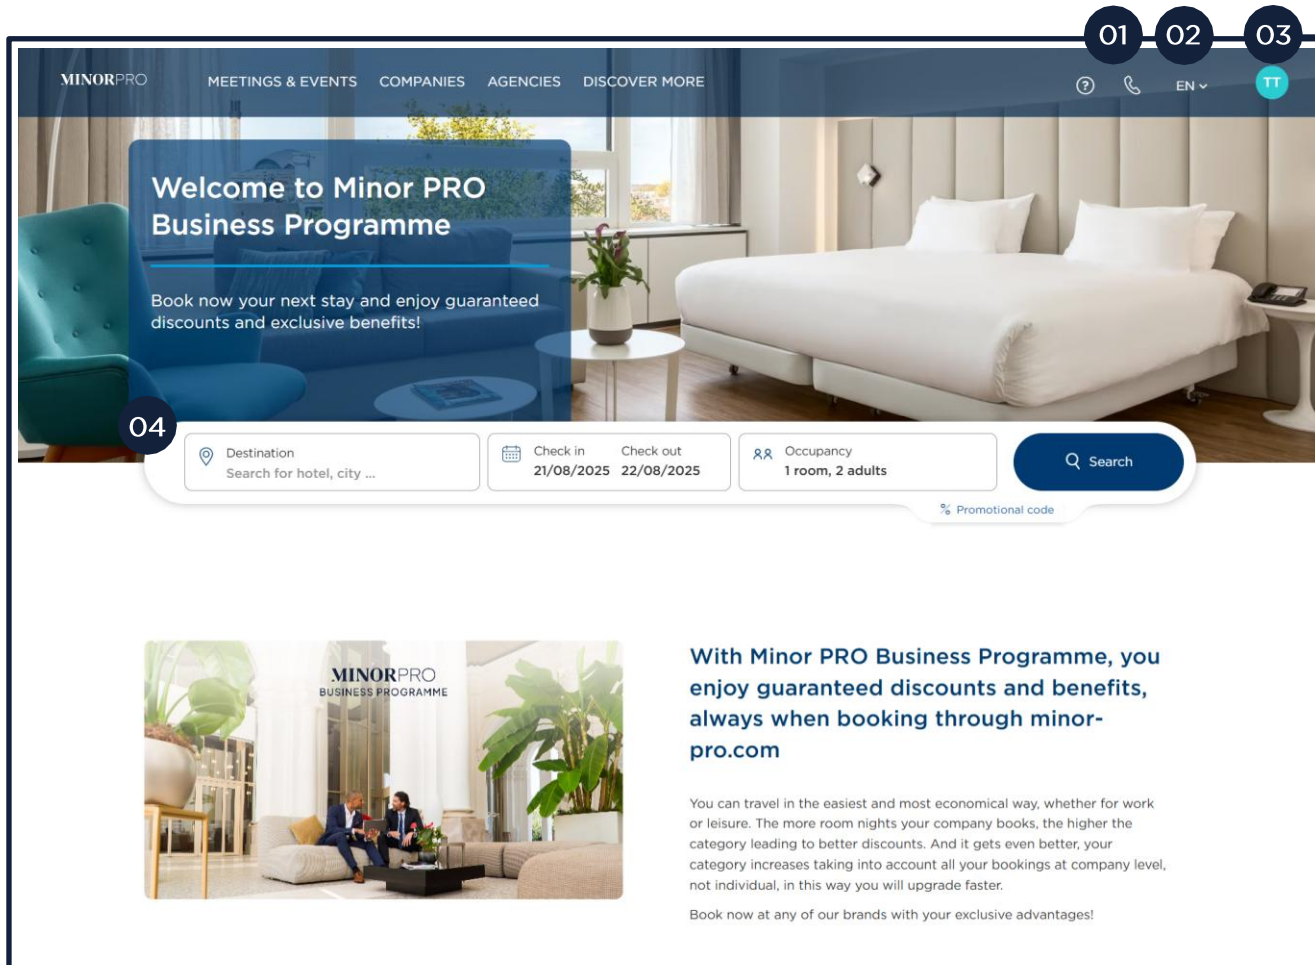 01 02 03
MINORPRO MEETINGS & EVENTS COMPANIES AGENCIES DISCOVER MORE ? EN TT
Welcome to Minor PRO
Business Programme
Book now your next stay and enjoy guaranteed
discounts and exclusive benefits!
04
Destination
Search for hotel, city ...
Check in Check out
21/08/2025 22/08/2025
Occupancy
1 room, 2 adults
Search
% Promotional code
MINORPRO
BUSINESS PROGRAMME
With Minor PRO Business Programme, you
enjoy guaranteed discounts and benefits,
always when booking through minor-
pro.com
You can travel in the easiest and most economical way, whether for work
or leisure. The more room nights your company books, the higher the
category leading to better discounts. And it gets even better, your
category increases taking into account all your bookings at company level,
not individual, in this way you will upgrade faster.
Book now at any of our brands with your exclusive advantages!